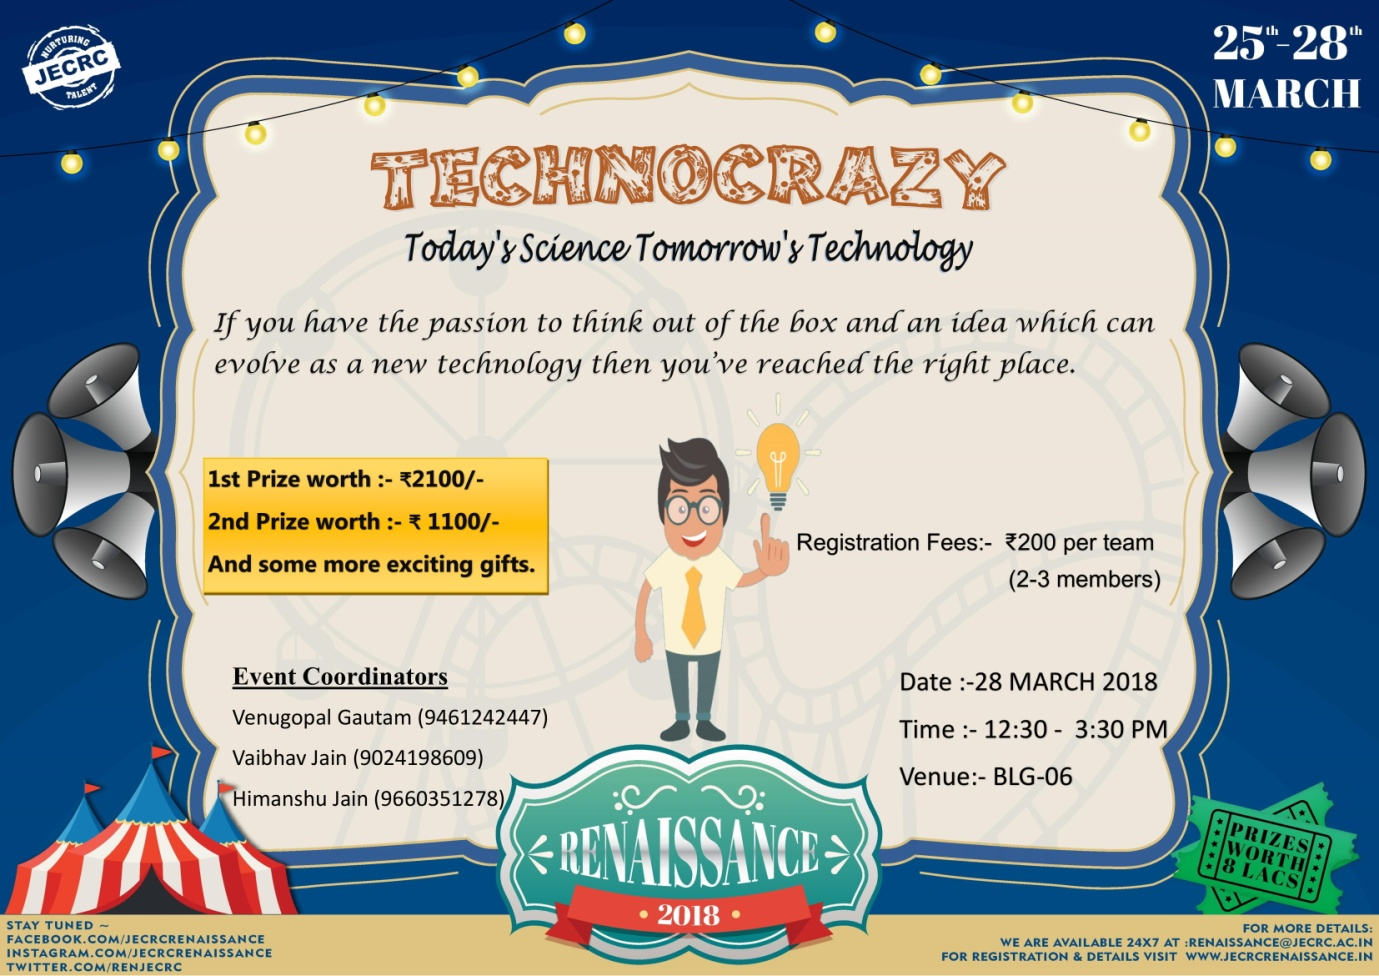 NURTURING
JECRC
TALENT
25th-28th
MARCH
TECHNOCRAZY
Today's Science Tomorrow's Technology
If you have the passion to think out of the box and an idea which can
evolve as a new technology then you've reached the right place.
1st Prize worth :- ₹2100/-
2nd Prize worth :- ₹ 1100/-
And some more exciting gifts.
Registration Fees:- ₹200 per team
(2-3 members)
Event Coordinators
Venugopal Gautam (9461242447)
Vaibhav Jain (9024198609)
Himanshu Jain (9660351278)
Date :-28 MARCH 2018
Time :- 12:30 - 3:30 PM
Venue:- BLG-06
RENAISSANCE
2018
PRIZES
WORTH
8 LACS
STAY TUNED ~
FACEBOOK.COM/JECRCRENAISSANCE
INSTAGRAM.COM/JECRCRENAISSANCE
TWITTER.COM/RENJECRC
FOR MORE DETAILS:
WE ARE AVAILABLE 24X7 AT :RENAISSANCE@JECRC.AC.IN
FOR REGISTRATION & DETAILS VISIT WWW.JECRCRENAISSANCE.IN